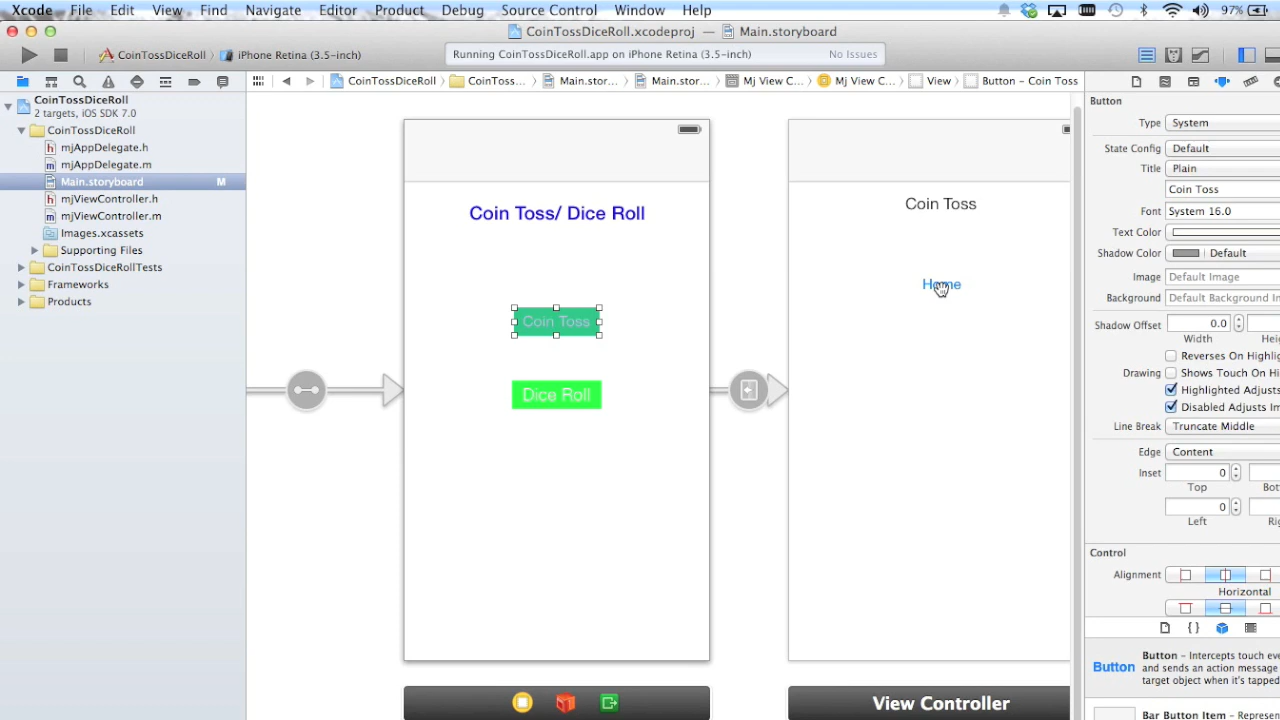 Xcode File Edit View Find Navigate Editor Product Debug Source Control Window Help 97%
CoinTossDiceRoll.xcodeproj — Main.storyboard
CoinTossDiceRoll iPhone Retina (3.5-inch) Running CoinTossDiceRoll.app on iPhone Retina (3.5-inch) No Issues
CoinTossDiceRoll CoinToss... Main.stor... Main.stor... Mj View C... Mj View C... View Button - Coin Toss
CoinTossDiceRoll
2 targets, iOS SDK 7.0
CoinTossDiceRoll
mjAppDelegate.h
mjAppDelegate.m
Main.storyboard M
mjViewController.h
mjViewController.m
Images.xcassets
Supporting Files
CoinTossDiceRollTests
Frameworks
Products
Coin Toss/ Dice Roll
Coin Toss
Dice Roll
Coin Toss
Home
View Controller
Button
Type System
State Config Default
Title Plain
Coin Toss
Font System 16.0
Text Color
Shadow Color Default
Image Default Image
Background Default Background Im
Shadow Offset 0.0
Width Heig
Reverses On Highlig
Drawing Shows Touch On Hi
Highlighted Adjusts
Disabled Adjusts Im
Line Break Truncate Middle
Edge Content
Inset 0
Top Bot
0
Left Rig
Control
Alignment
Horizontal
Button - Intercepts touch eve
Button and sends an action message
target object when it's tapped
Bar Button Item - Represents